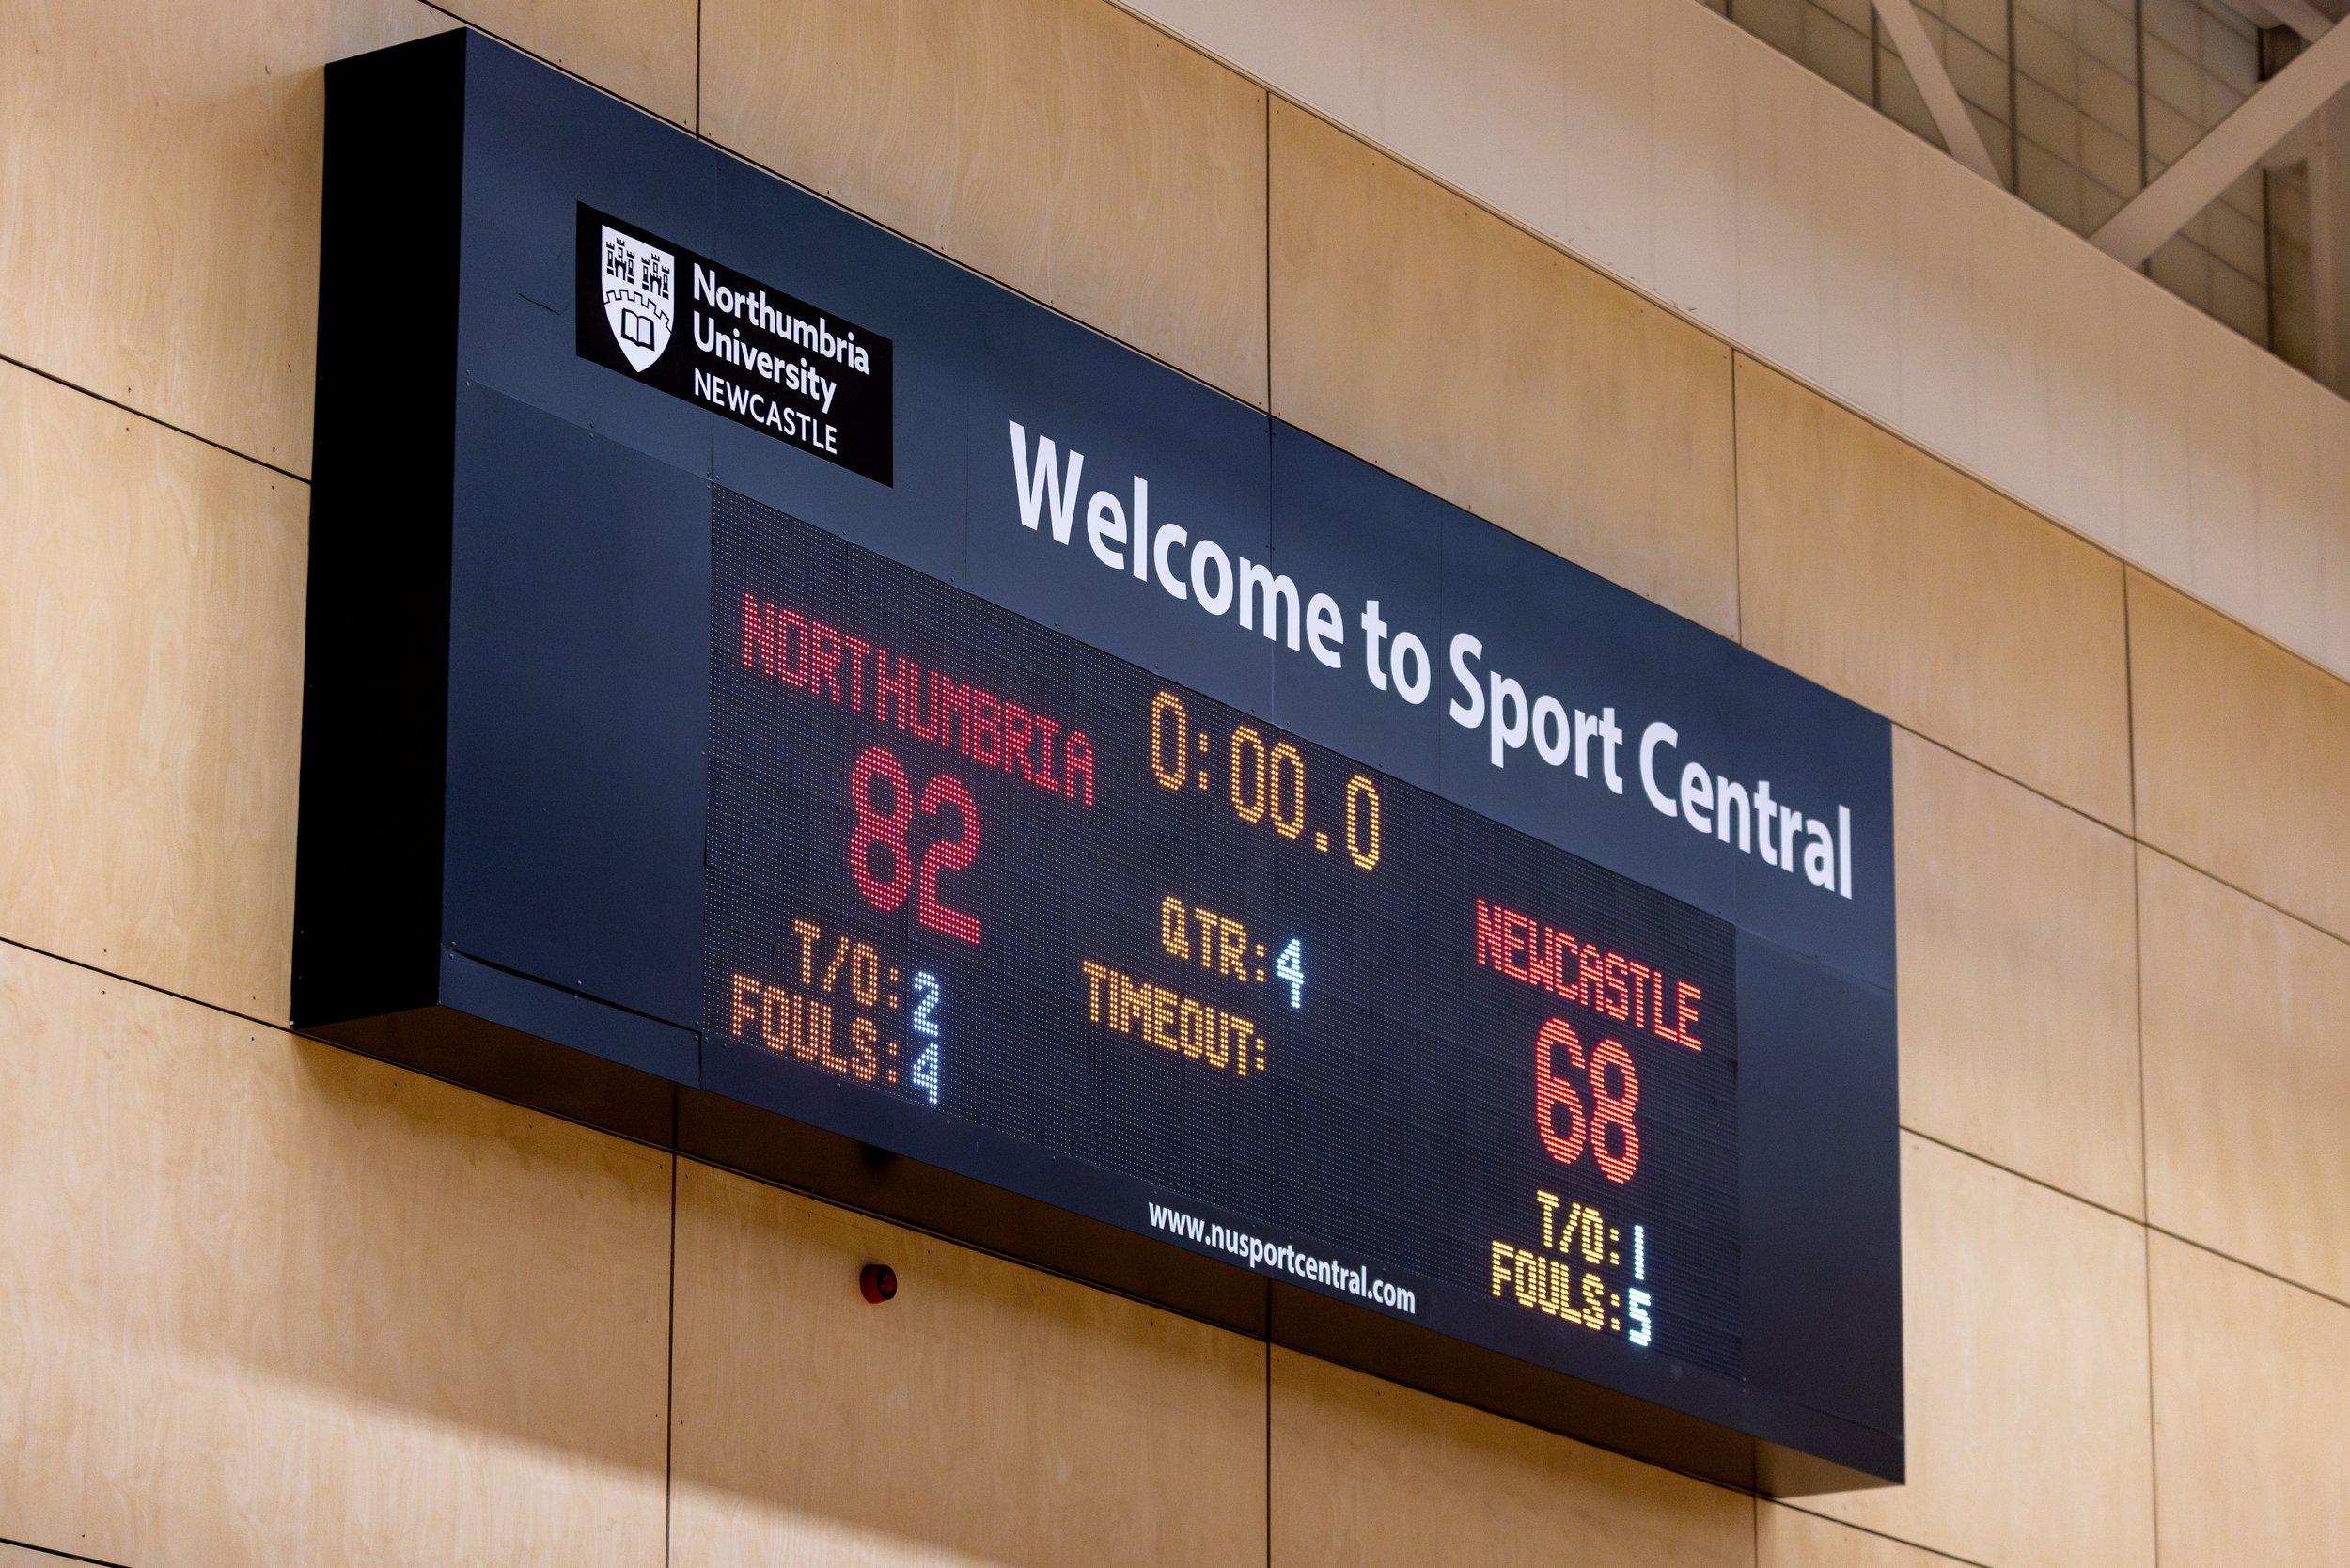 Northumbria
University
NEWCASTLE
Welcome to Sport Central
NORTHUMBRIA
82
T/O:2
FOULS:4
0:00.0
QTR:4
TIMEOUT:
NEWCASTLE
68
T/O:1
FOULS:5
www.nusportcentral.com